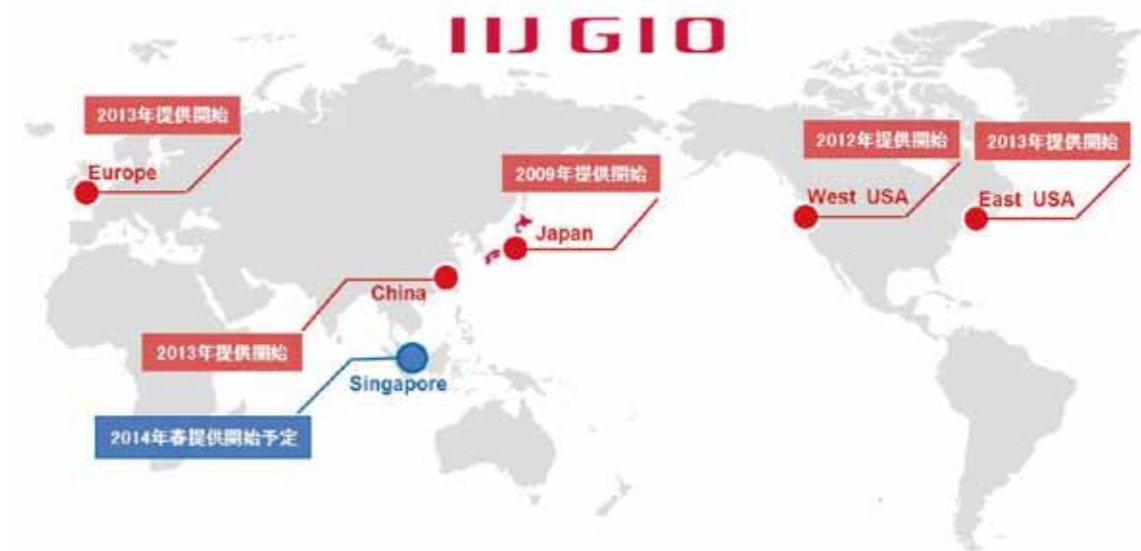 IIJ GIO
2013年提供開始
Europe
2009年提供開始
Japan
2012年提供開始
West USA
2013年提供開始
East USA
China
2013年提供開始
Singapore
2014年春提供開始予定